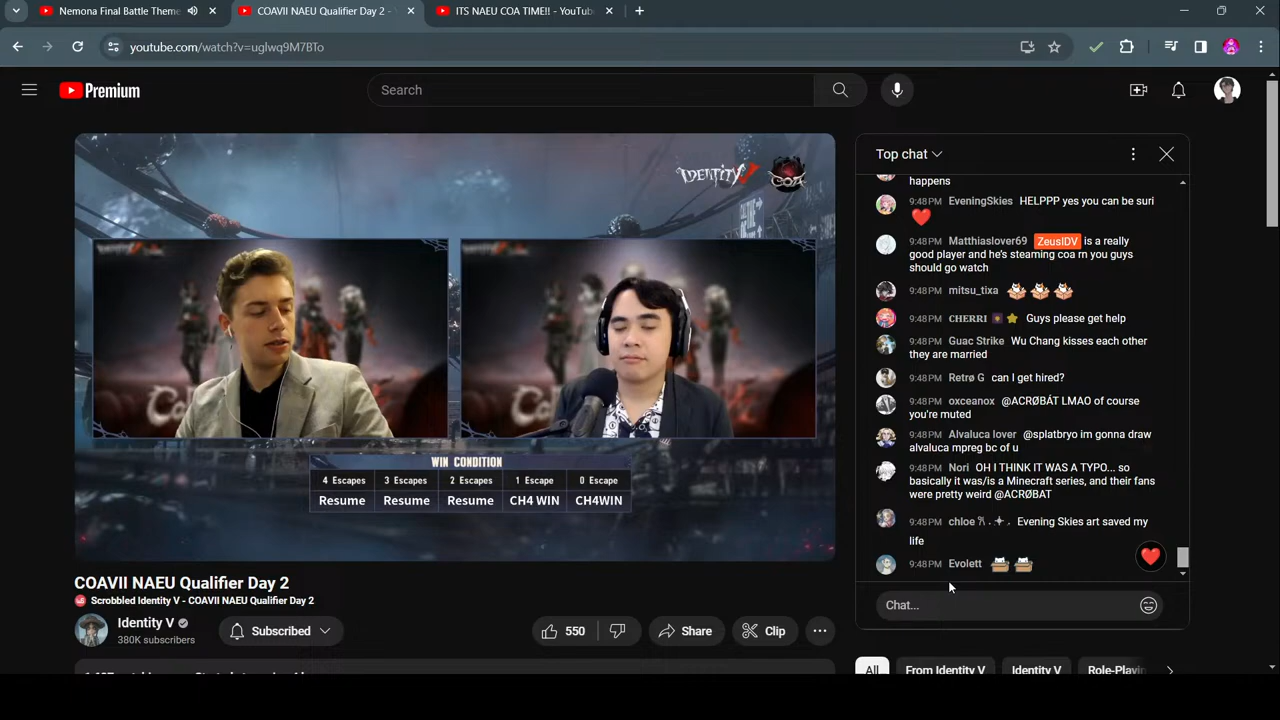 Nemona Final Battle Theme
COAVII NAEU Qualifier Day 2 -
ITS NAEU COA TIME!! - YouTub
youtube.com/watch?v=uglwq9M7BTo
Premium
Search
IDENTITY V
COA
WIN CONDITION
4 Escapes 3 Escapes 2 Escapes 1 Escape 0 Escape
Resume Resume Resume CH4 WIN CH4WIN
COAVII NAEU Qualifier Day 2
Scrobbled Identity V - COAVII NAEU Qualifier Day 2
Identity V
380K subscribers
Subscribed
550
Share
Clip
Top chat
happens
9:48 PM EveningSkies HELPPP yes you can be suri
9:48 PM Matthiaslover69 ZeusIDV is a really
good player and he's steaming coa rn you guys
should go watch
9:48 PM mitsu_tixa
9:48 PM CHERRI Guys please get help
9:48 PM Guac Strike Wu Chang kisses each other
they are married
9:48 PM Retrø G can I get hired?
9:48 PM oxceanox @ACRØBÁT LMAO of course
you're muted
9:48 PM Alvaluca lover @splatbryo im gonna draw
alvaluca mpreg bc of u
9:48 PM Nori OH I THINK IT WAS A TYPO... so
basically it was/is a Minecraft series, and their fans
were pretty weird @ACRØBAT
9:48 PM chloe Evening Skies art saved my
life
9:48 PM Evolett
Chat...
All From Identity V Identity V Role-Playin